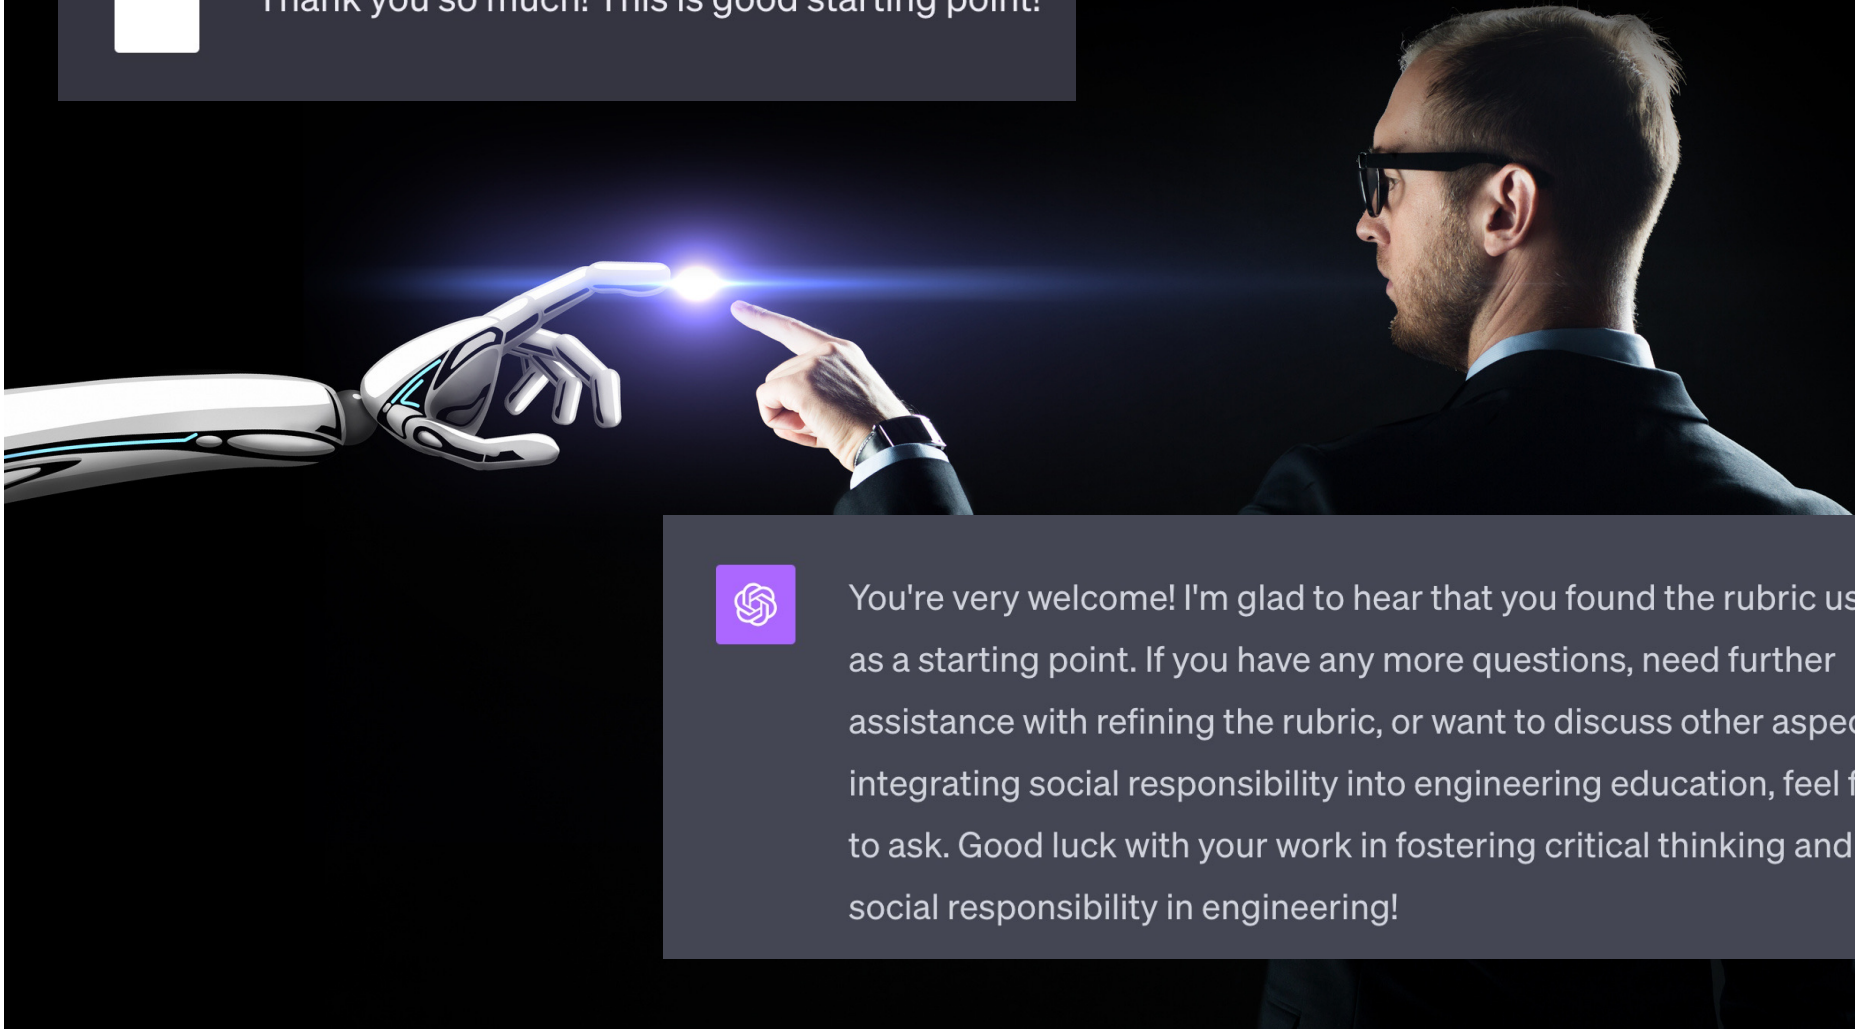 Thank you so much! This is good starting point!
You're very welcome! I'm glad to hear that you found the rubric us
as a starting point. If you have any more questions, need further
assistance with refining the rubric, or want to discuss other aspec
integrating social responsibility into engineering education, feel f
to ask. Good luck with your work in fostering critical thinking and
social responsibility in engineering!